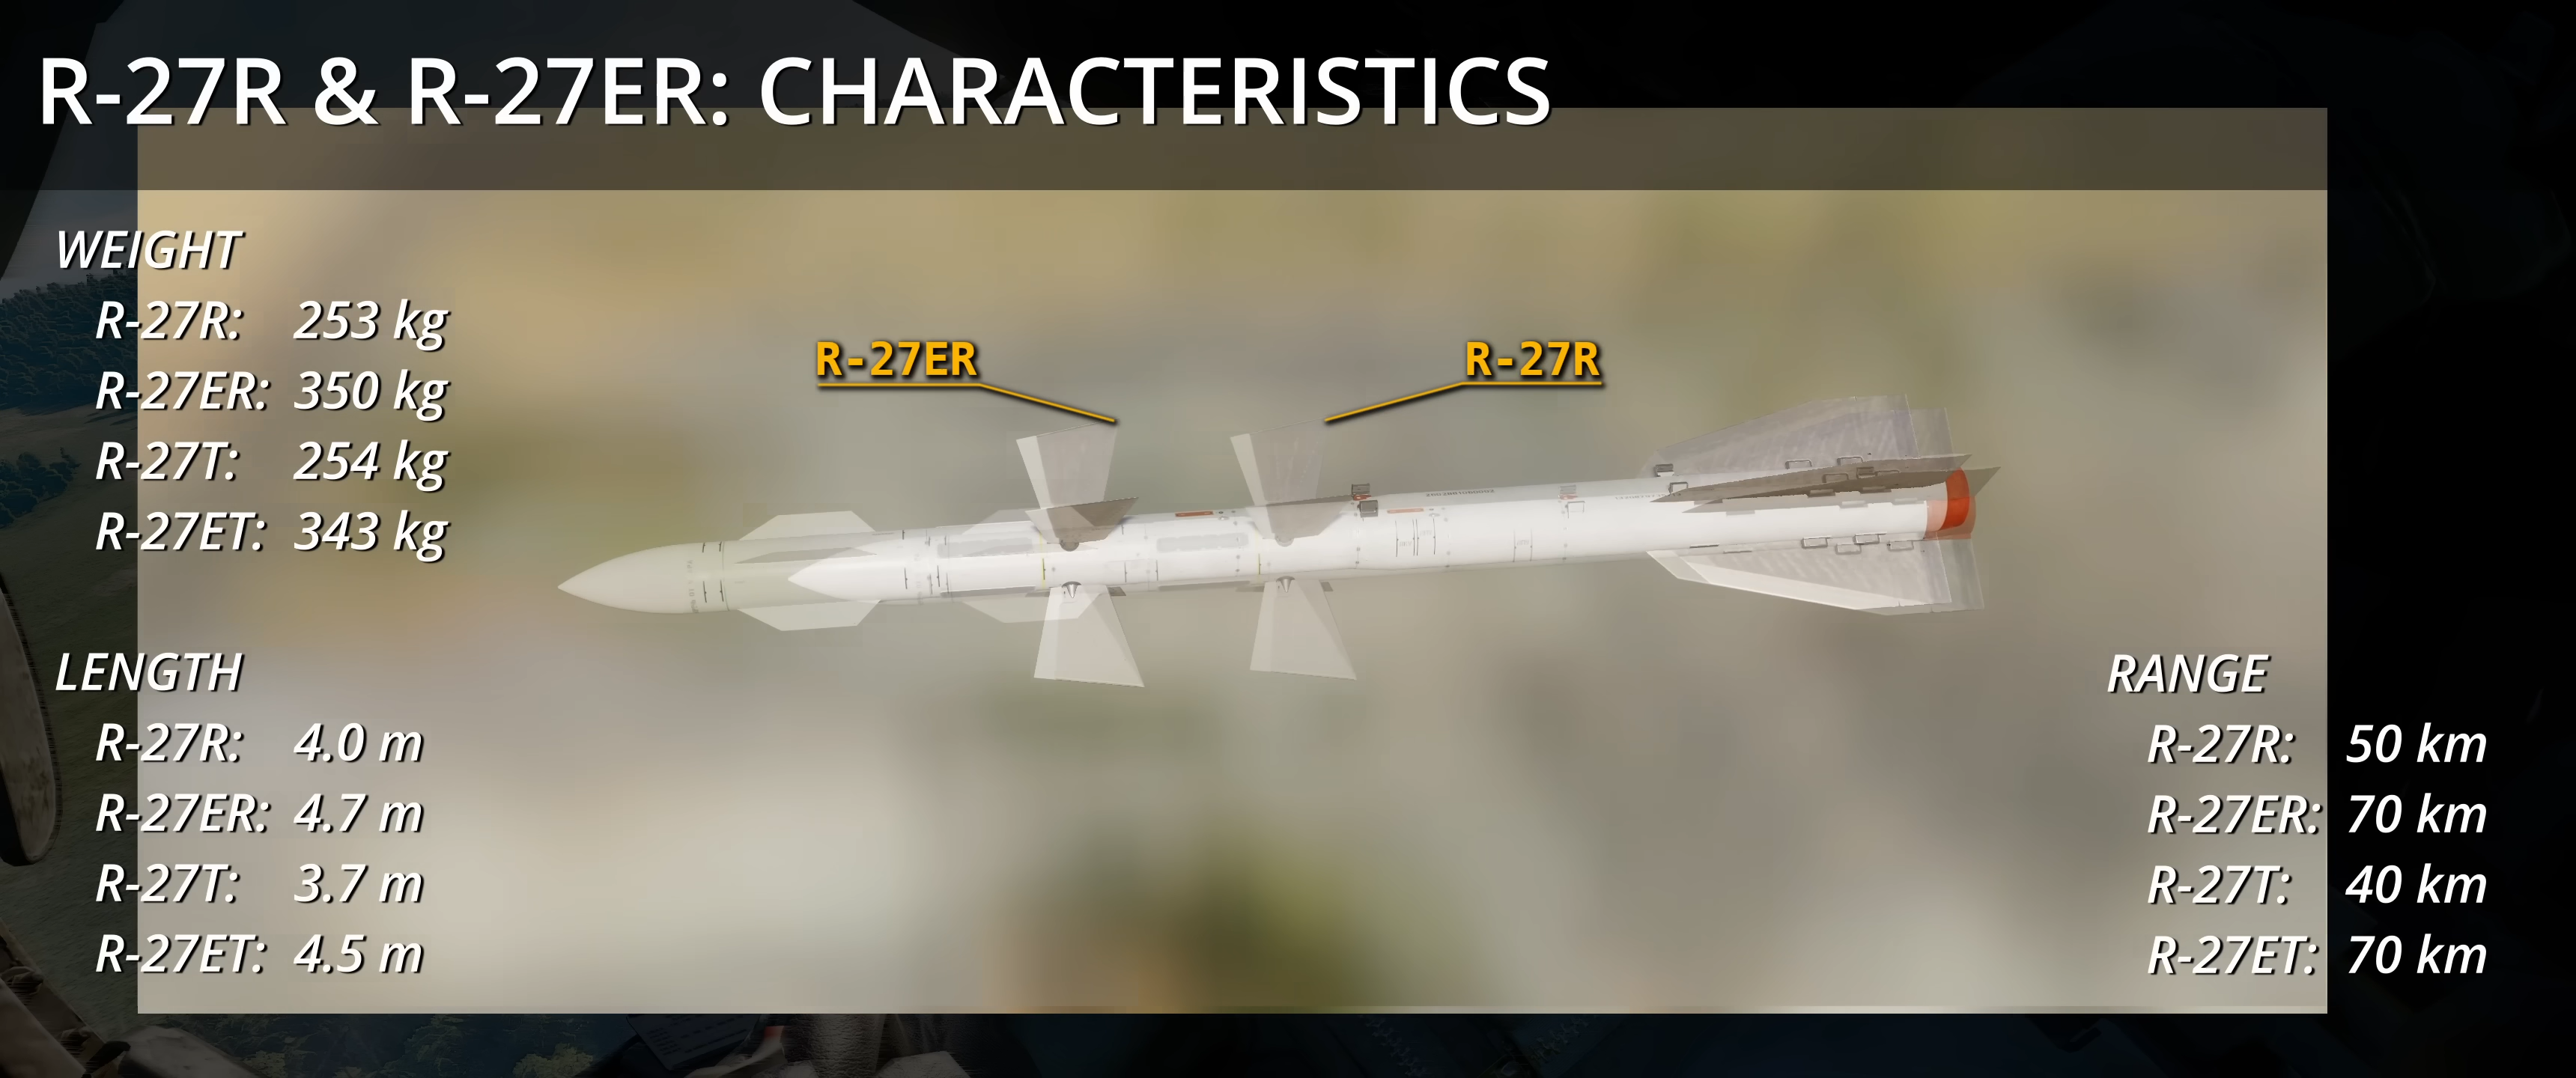 R-27R & R-27ER: CHARACTERISTICS
WEIGHT
R-27R: 253 kg
R-27ER: 350 kg
R-27T: 254 kg
R-27ET: 343 kg
R-27ER
R-27R
LENGTH
R-27R: 4.0 m
R-27ER: 4.7 m
R-27T: 3.7 m
R-27ET: 4.5 m
RANGE
R-27R: 50 km
R-27ER: 70 km
R-27T: 40 km
R-27ET: 70 km